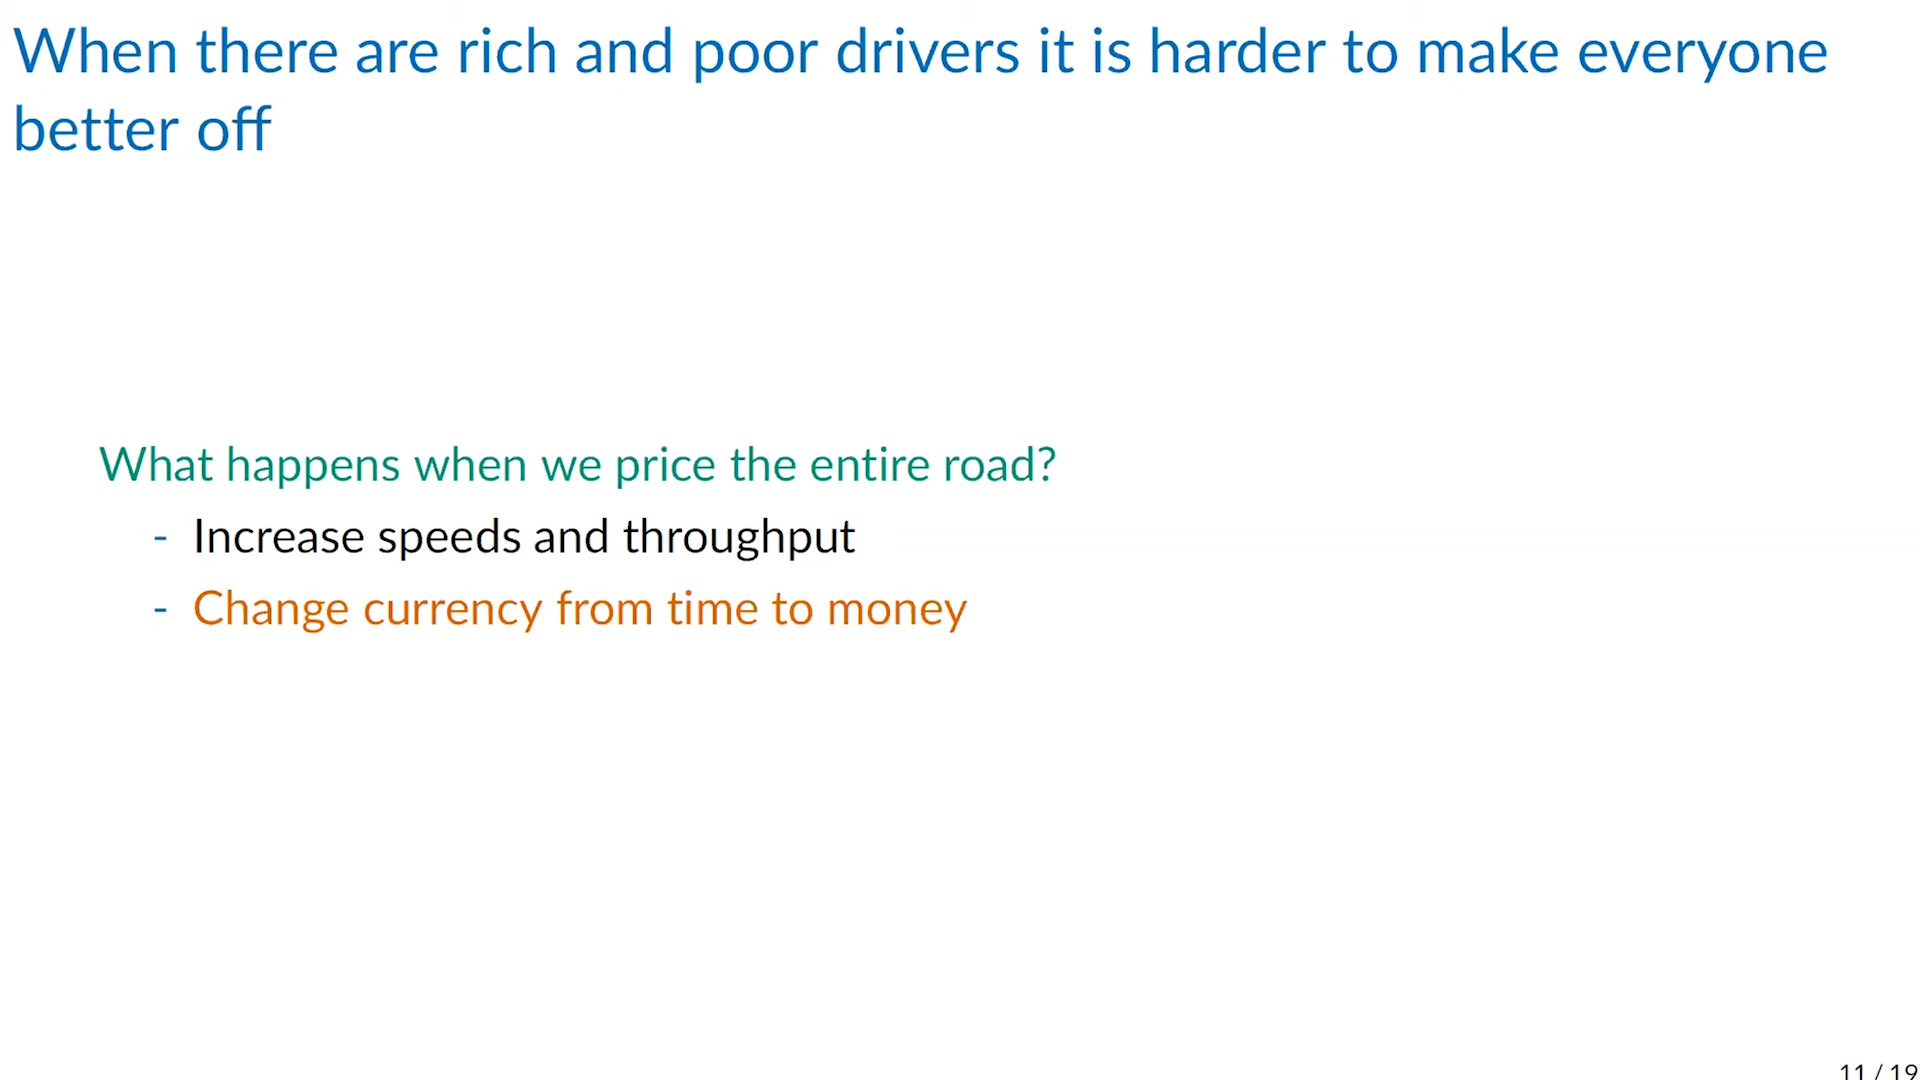 When there are rich and poor drivers it is harder to make everyone
better off
What happens when we price the entire road?
- Increase speeds and throughput
- Change currency from time to money
11 / 19